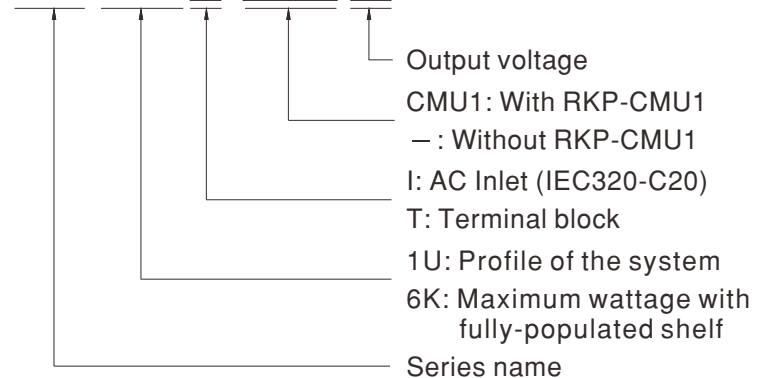 Output voltage
CMU1: With RKP-CMU1
– : Without RKP-CMU1
I: AC Inlet (IEC320-C20)
T: Terminal block
1U: Profile of the system
6K: Maximum wattage with
fully-populated shelf
Series name